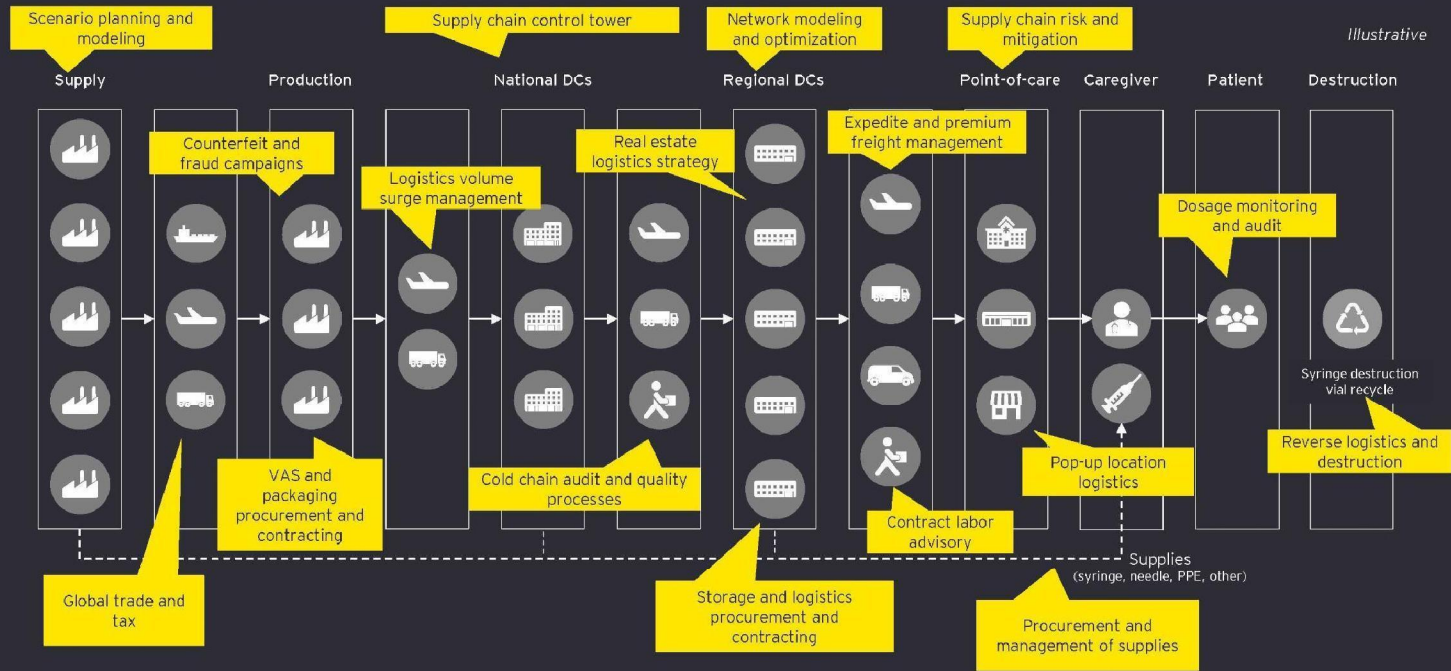 Scenario planning and
modeling
Supply chain control tower
Network modeling
and optimization
Supply chain risk and
mitigation
Illustrative
Supply
Production
National DCs
Regional DCs
Point-of-care
Caregiver
Patient
Destruction
Counterfeit and
fraud campaigns
Logistics volume
surge management
Real estate
logistics strategy
Expedite and premium
freight management
Dosage monitoring
and audit
Syringe destruction
vial recycle
Reverse logistics and
destruction
VAS and
packaging
procurement and
contracting
Cold chain audit and quality
processes
Pop-up location
logistics
Contract labor
advisory
Supplies
(syringe, needle, PPE, other)
Global trade and
tax
Storage and logistics
procurement and
contracting
Procurement and
management of supplies